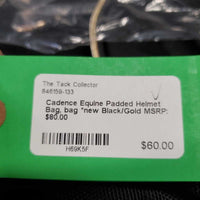 The Tack Collector
546159-133
Cadence Equine Padded Helmet
Bag, bag *new Black/Gold MSRP:
$80.00
H69K5F
$60.00